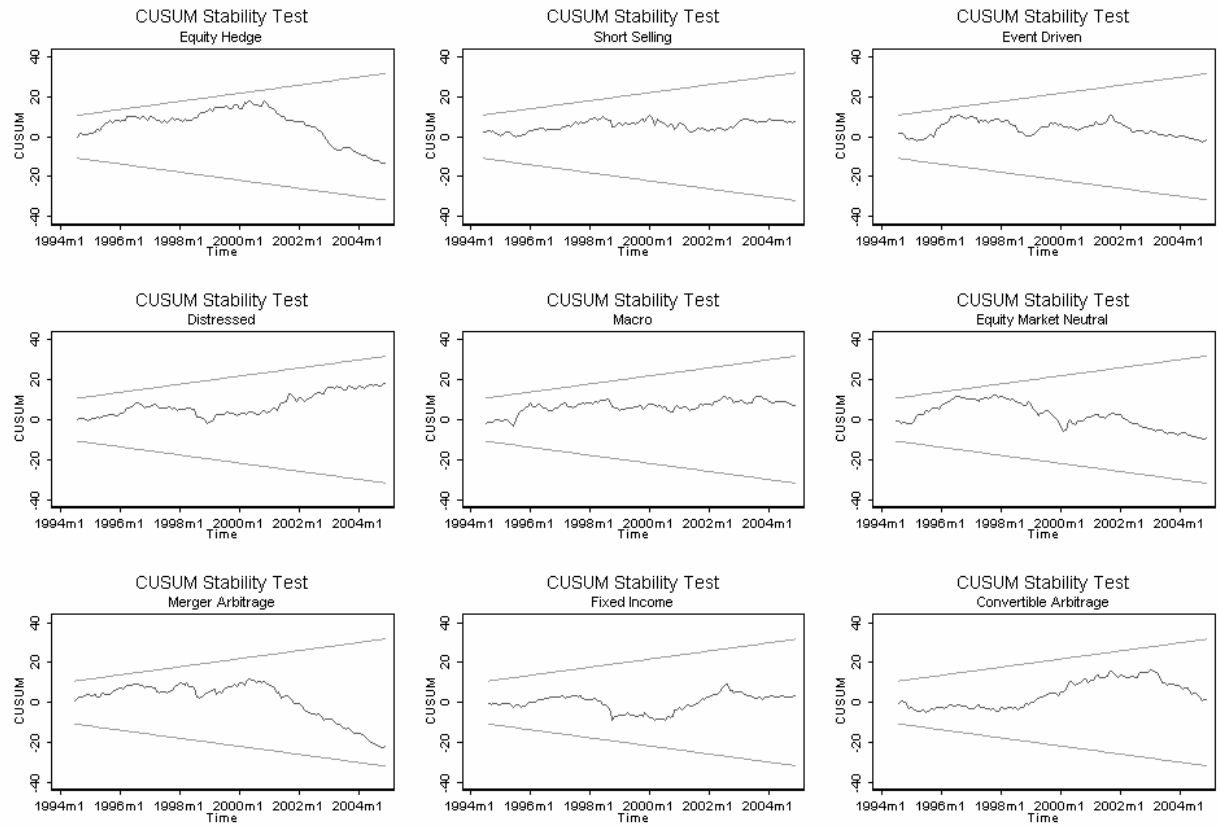 CUSUM Stability Test
Equity Hedge
CUSUM
40
20
0
-20
-40
1994m1 1996m1 1998m1 2000m1 2002m1 2004m1
Time
CUSUM Stability Test
Short Selling
CUSUM
40
20
0
-20
-40
1994m1 1996m1 1998m1 2000m1 2002m1 2004m1
Time
CUSUM Stability Test
Event Driven
CUSUM
40
20
0
-20
-40
1994m1 1996m1 1998m1 2000m1 2002m1 2004m1
Time
CUSUM Stability Test
Distressed
CUSUM
40
20
0
-20
-40
1994m1 1996m1 1998m1 2000m1 2002m1 2004m1
Time
CUSUM Stability Test
Macro
CUSUM
40
20
0
-20
-40
1994m1 1996m1 1998m1 2000m1 2002m1 2004m1
Time
CUSUM Stability Test
Equity Market Neutral
CUSUM
40
20
0
-20
-40
1994m1 1996m1 1998m1 2000m1 2002m1 2004m1
Time
CUSUM Stability Test
Merger Arbitrage
CUSUM
40
20
0
-20
-40
1994m1 1996m1 1998m1 2000m1 2002m1 2004m1
Time
CUSUM Stability Test
Fixed Income
CUSUM
40
20
0
-20
-40
1994m1 1996m1 1998m1 2000m1 2002m1 2004m1
Time
CUSUM Stability Test
Convertible Arbitrage
CUSUM
40
20
0
-20
-40
1994m1 1996m1 1998m1 2000m1 2002m1 2004m1
Time